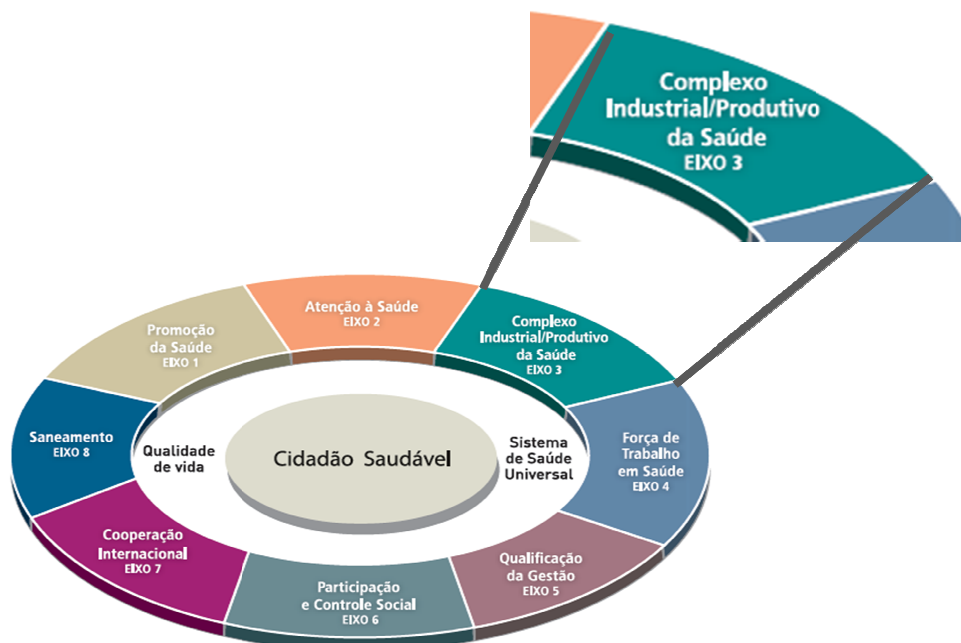 Complexo
Industrial/Produtivo
da Saúde
EIXO 3
Atenção à Saúde
EIXO 2
Promoção
da Saúde
EIXO 1
Complexo
Industrial/Produtivo
da Saúde
EIXO 3
Saneamento
EIXO 8
Qualidade
de vida
Cidadão Saudável
Sistema
de Saúde
Universal
Força de
Trabalho
em Saúde
EIXO 4
Cooperação
Internacional
EIXO 7
Participação
e Controle Social
EIXO 6
Qualificação
da Gestão
EIXO 5